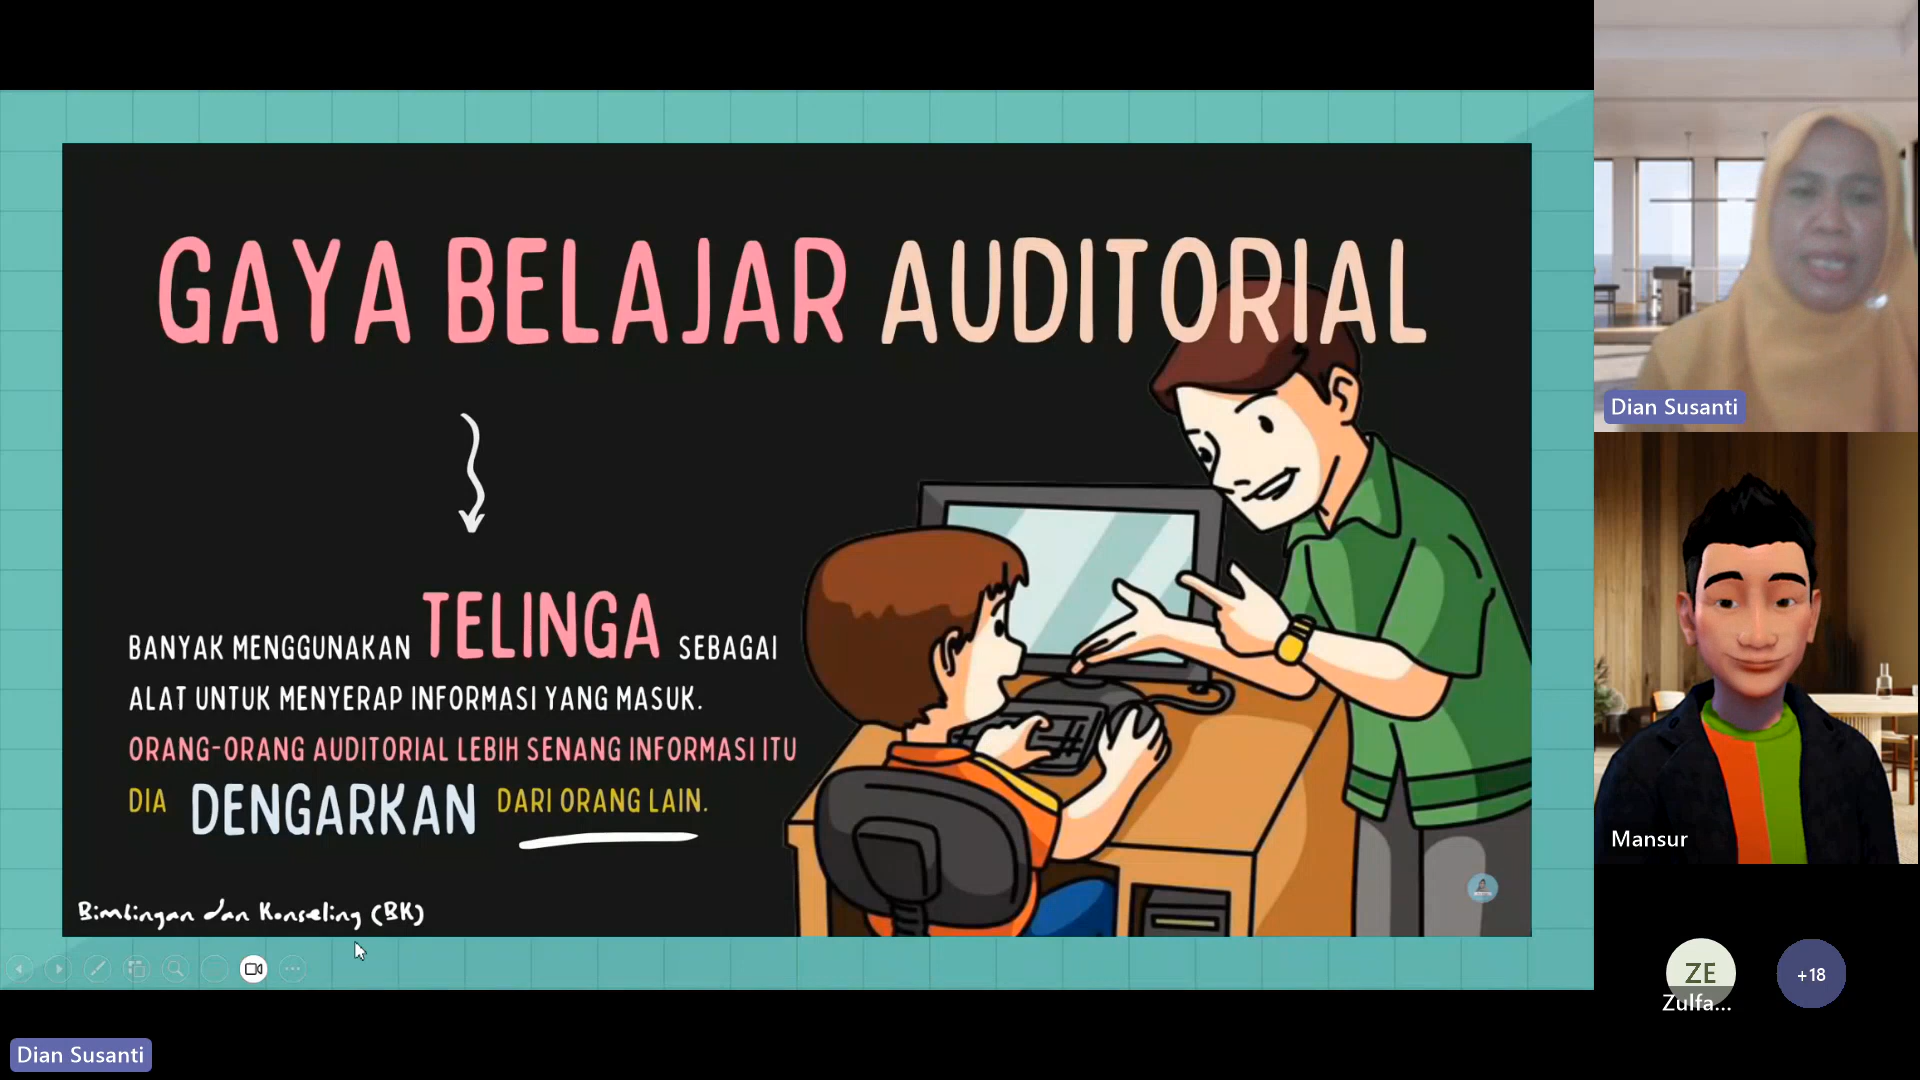 GAYA BELAJAR AUDITORIAL
BANYAK MENGGUNAKAN TELINGA SEBAGAI
ALAT UNTUK MENYERAP INFORMASI YANG MASUK.
ORANG-ORANG AUDITORIAL LEBIH SENANG INFORMASI ITU
DIA DENGARKAN DARI ORANG LAIN.
Bimbingan dan Konseling (BK)
Dian Susanti
Mansur
ZE
Zulfa...
+18
Dian Susanti